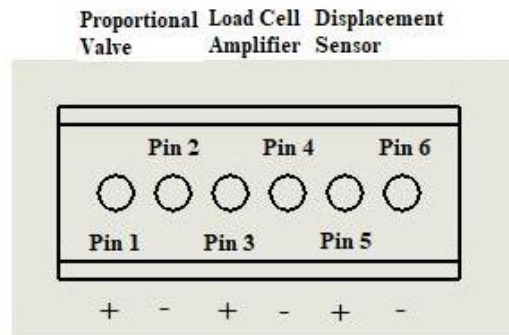 Proportional Load Cell Displacement
Valve Amplifier Sensor
Pin 2 Pin 4 Pin 6
Pin 1 Pin 3 Pin 5
+ - + - + -